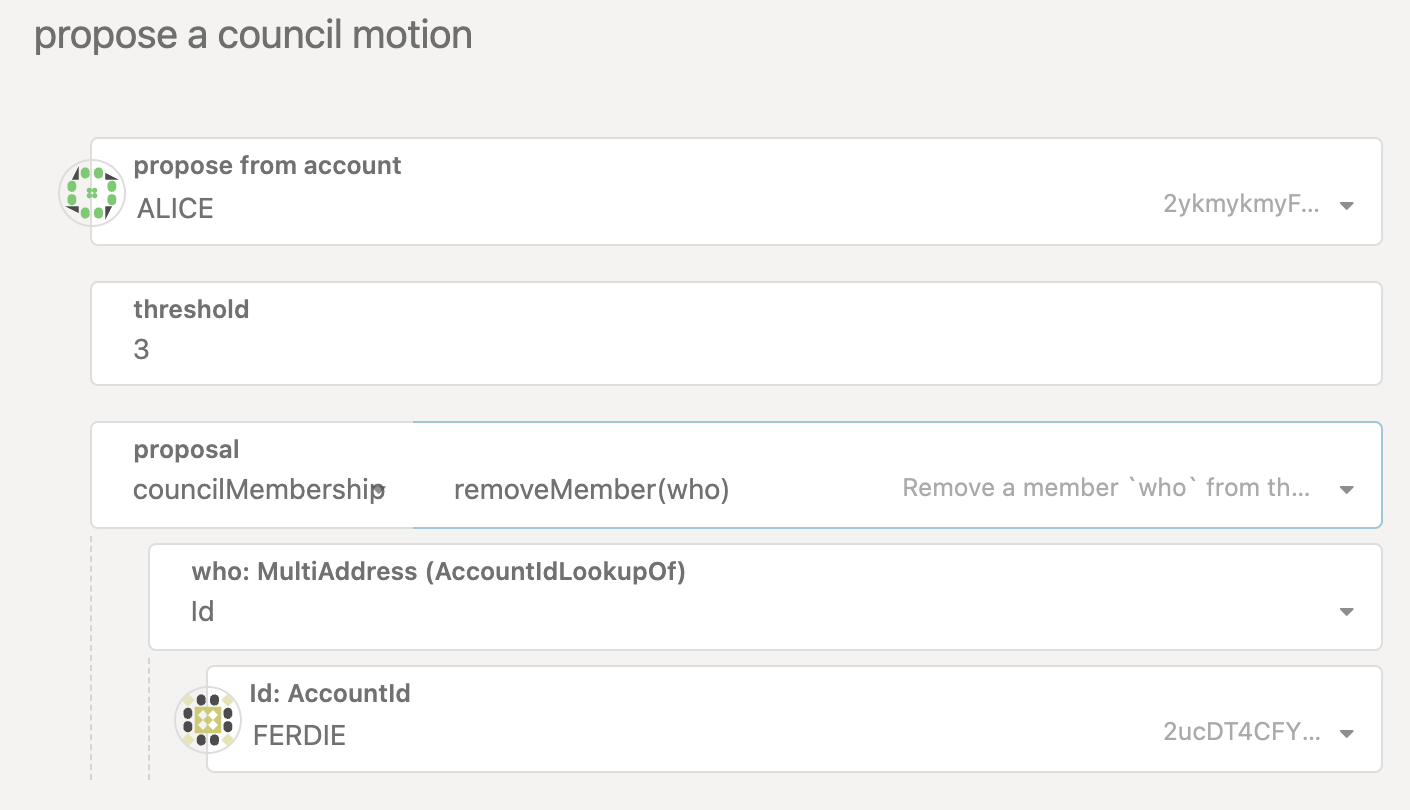 propose a council motion
propose from account
ALICE 2ykmykmyF...
threshold
3
proposal
councilMembership removeMember(who) Remove a member `who` from th...
who: MultiAddress (AccountIdLookupOf)
Id
Id: AccountId
FERDIE 2ucDT4CFY...